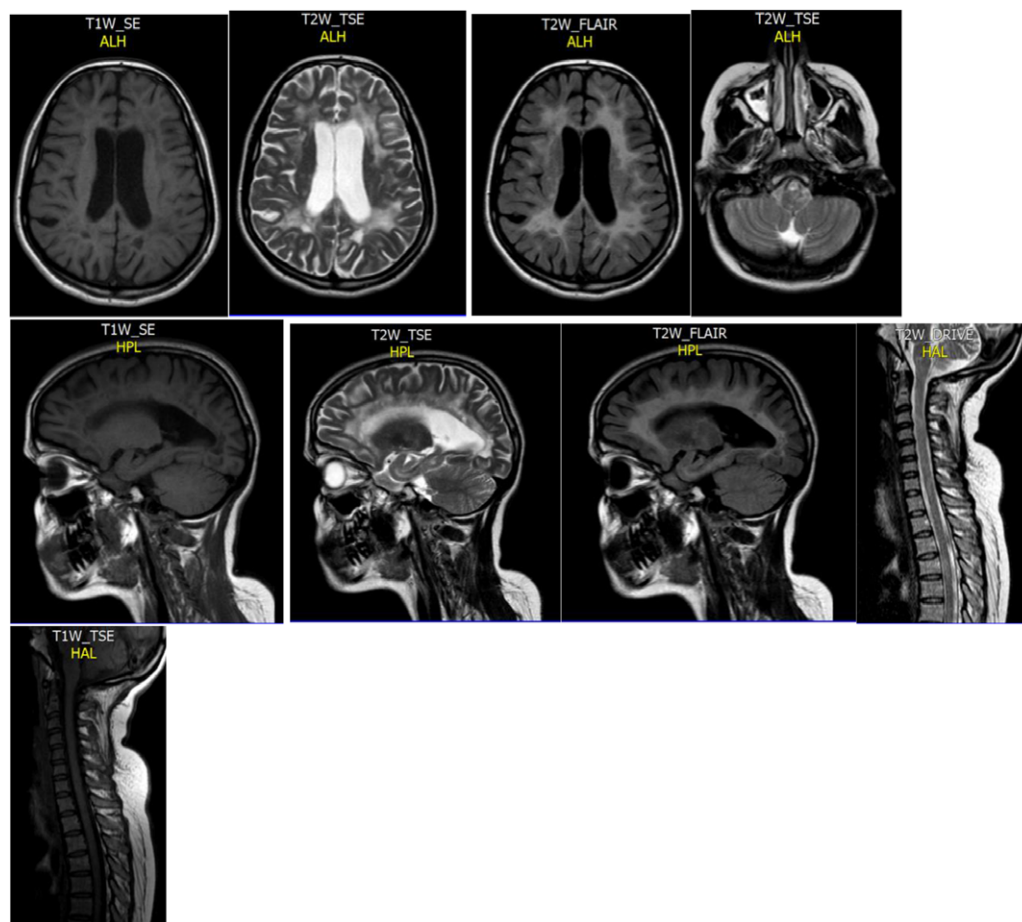 T1W_SE
ALH
T2W_TSE
ALH
T2W_FLAIR
ALH
T2W_TSE
ALH
T1W_SE
HPL
T2W_TSE
HPL
T2W_FLAIR
HPL
T2W_DRIVE
HAL
T1W_TSE
HAL